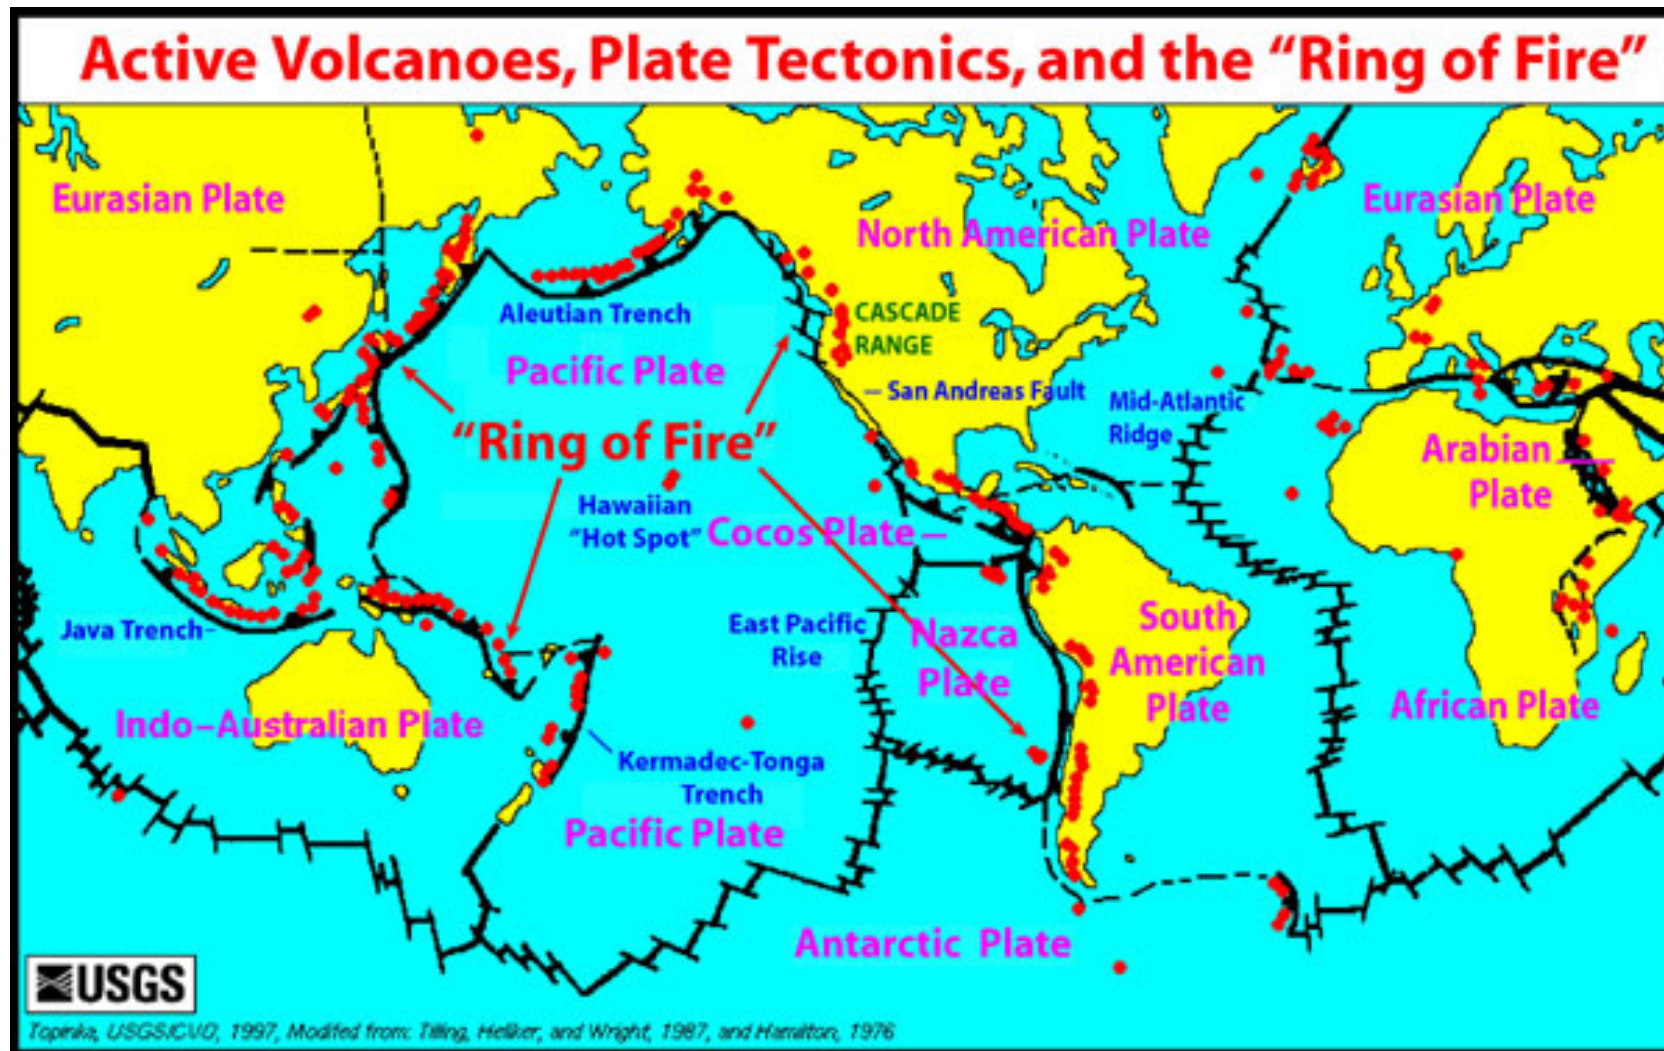 Active Volcanoes, Plate Tectonics, and the “Ring of Fire”
Eurasian Plate
North American Plate
Eurasian Plate
Aleutian Trench
CASCADE
RANGE
Pacific Plate
San Andreas Fault
Mid-Atlantic
Ridge
“Ring of Fire”
Arabian
Plate
Hawaiian
“Hot Spot”
Cocos Plate
Java Trench
East Pacific
Rise
Nazca
Plate
South
American
Plate
Indo-Australian Plate
African Plate
Kermadec-Tonga
Trench
Pacific Plate
Antarctic Plate
USGS
Topinka, USGS/CVO, 1997, Modified from: Tilling, Heliker, and Wright, 1987, and Hamilton, 1976